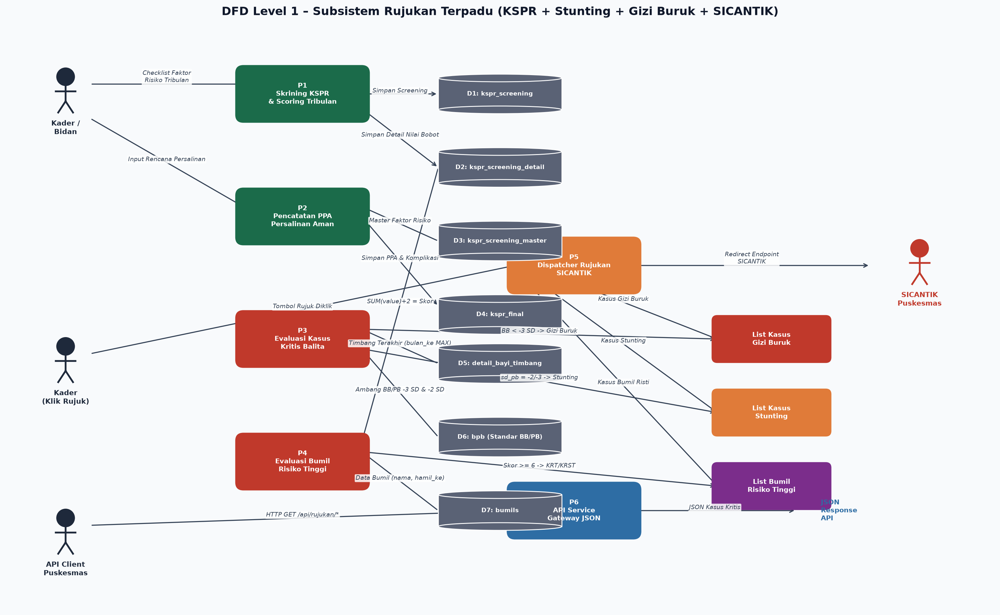 DFD Level 1 – Subsistem Rujukan Terpadu (KSPR + Stunting + Gizi Buruk + SICANTIK)
Kader /
Bidan
Checklist Faktor
Risiko Tribulan
Input Rencana Persalinan
P1
Skrining KSPR
& Scoring Tribulan
Simpan Screening
Simpan Detail Nilai Bobot
D1: kspr_screening
D2: kspr_screening_detail
P2
Pencatatan PPA
Persalinan Aman
Master Faktor Risiko
Simpan PPA & Komplikasi
D3: kspr_screening_master
P5
Dispatcher Rujukan
SICANTIK
Redirect Endpoint
SICANTIK
SICANTIK
Puskesmas
Tombol Rujuk Diklik
SUM(value)+2 = Skor
D4: kspr_final
Kasus Gizi Buruk
Kader
(Klik Rujuk)
P3
Evaluasi Kasus
Kritis Balita
BB < -3 SD -> Gizi Buruk
Timbang Terakhir (bulan_ke MAX)
Kasus Stunting
List Kasus
Gizi Buruk
D5: detail_bayi_timbang
sd_pb = -2/-3 -> Stunting
Kasus Bumil Risti
Ambang BB/PB -3 SD & -2 SD
List Kasus
Stunting
D6: bpb (Standar BB/PB)
P4
Evaluasi Bumil
Risiko Tinggi
Skor >= 6 -> KRT/KRST
Data Bumil (nama, hamil_ke)
List Bumil
Risiko Tinggi
API Client
Puskesmas
HTTP GET /api/rujukan/*
D7: bumils
P6
API Service
Gateway JSON
JSON Kasus Kritis
JSON
Response
API